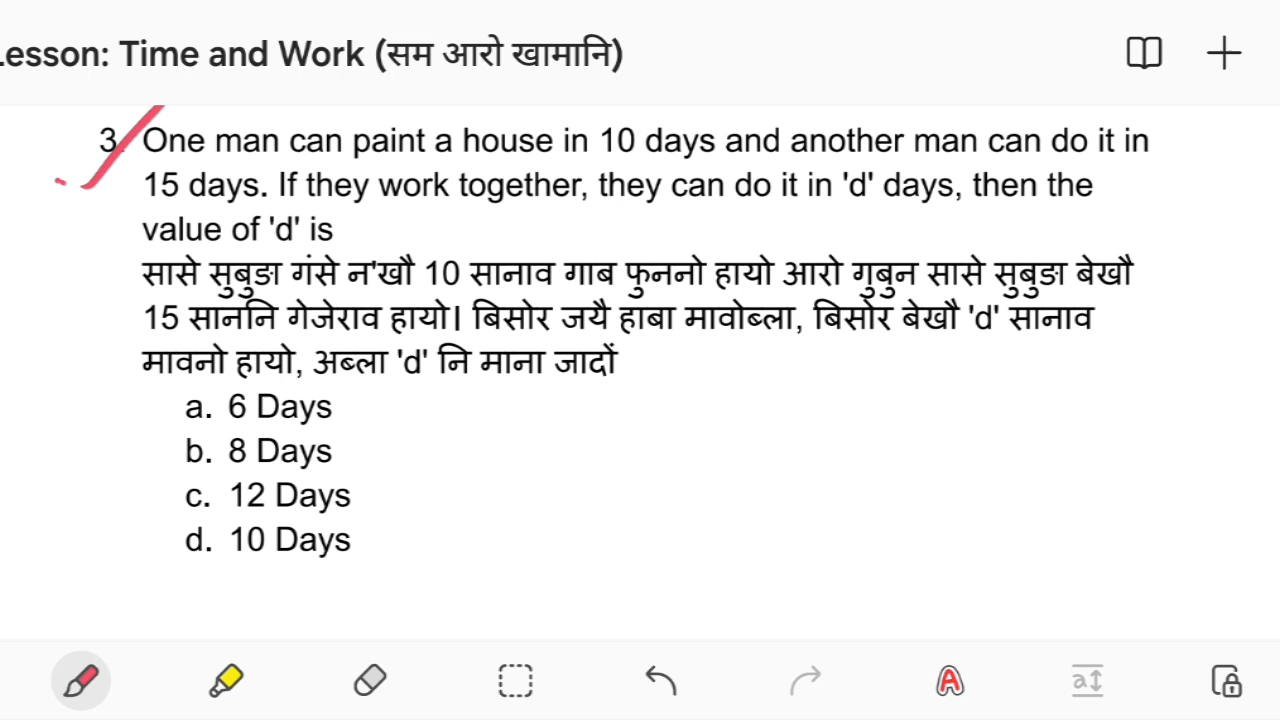 Lesson: Time and Work (सम आरो खामानि)
3. One man can paint a house in 10 days and another man can do it in
15 days. If they work together, they can do it in 'd' days, then the
value of 'd' is
सासे सुबुङा गंसे न'खौ 10 सानाव गाब फुननो हायो आरो गुबुन सासे सुबुङा बेखौ
15 साननि गेजेराव हायो। बिसोर जयै हाबा मावोब्ला, बिसोर बेखौ 'd' सानाव
मावनो हायो, अब्ला 'd' नि माना जादों
a. 6 Days
b. 8 Days
c. 12 Days
d. 10 Days